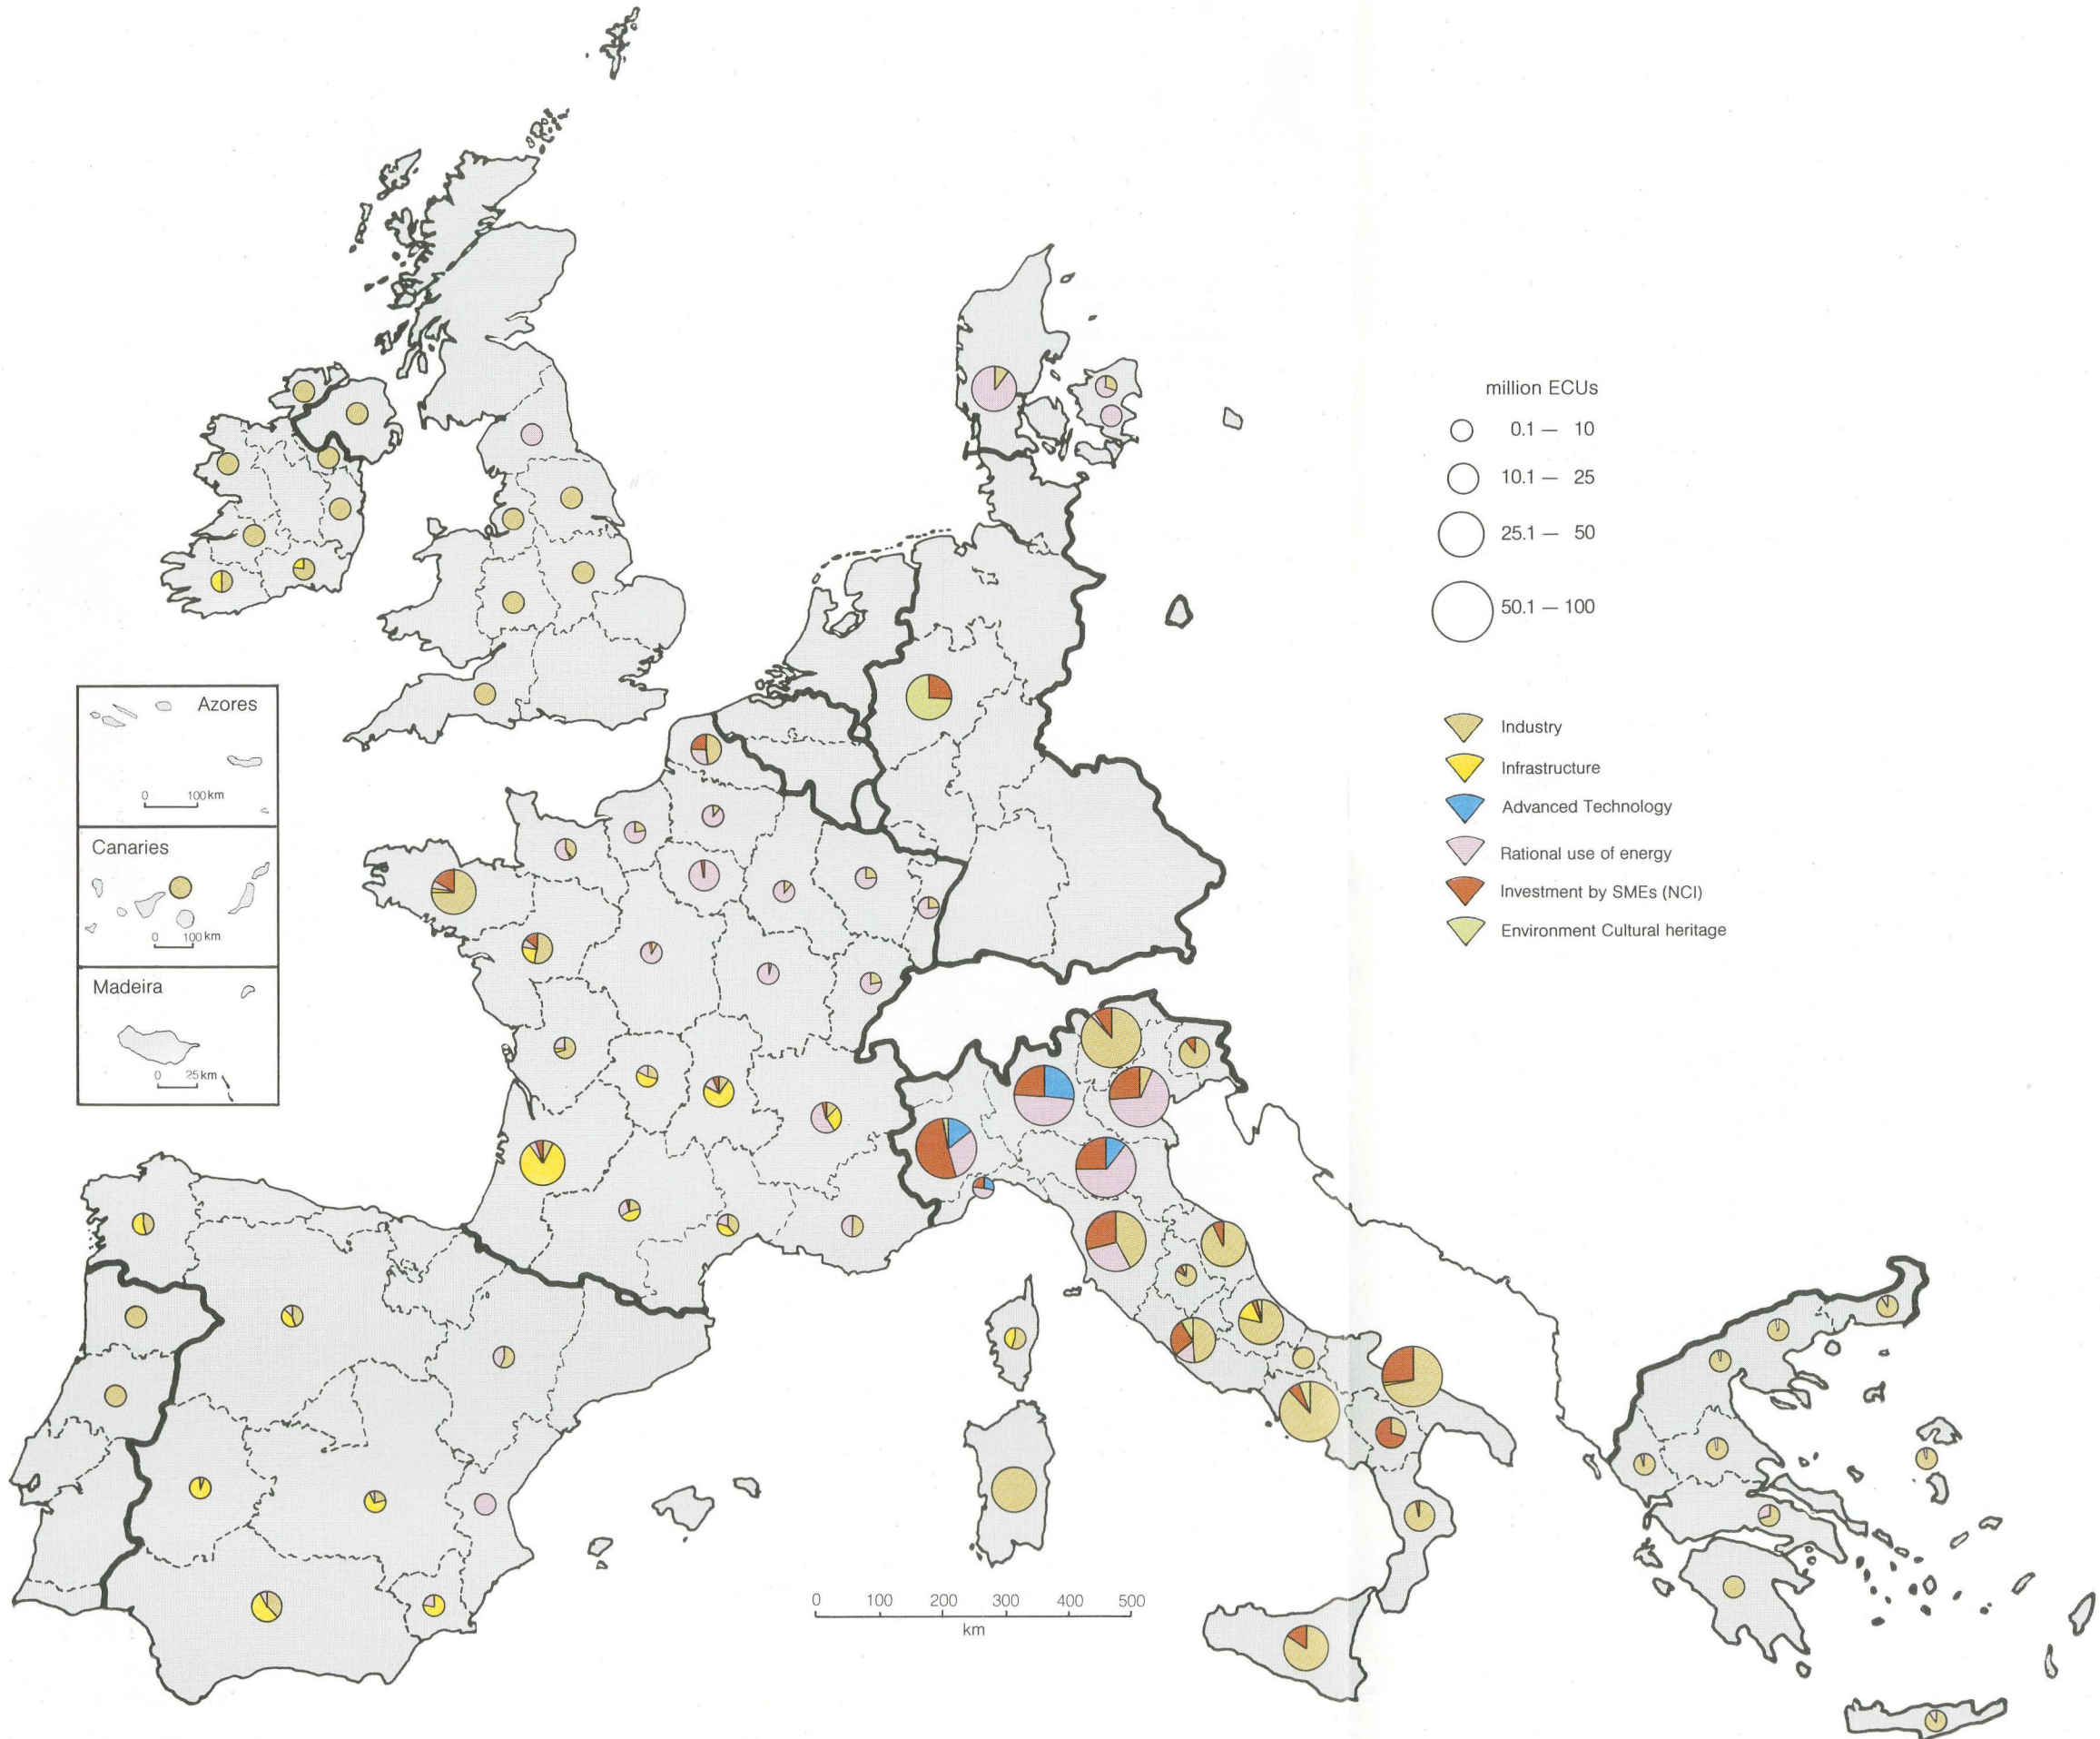 million ECUs
0.1 — 10
10.1 — 25
25.1 — 50
50.1 — 100
Azores
0 100 km
Industry
Infrastructure
Advanced Technology
Rational use of energy
Investment by SMEs (NCI)
Environment Cultural heritage
Canaries
0 100 km
Madeira
0 25 km
0 100 200 300 400 500
km